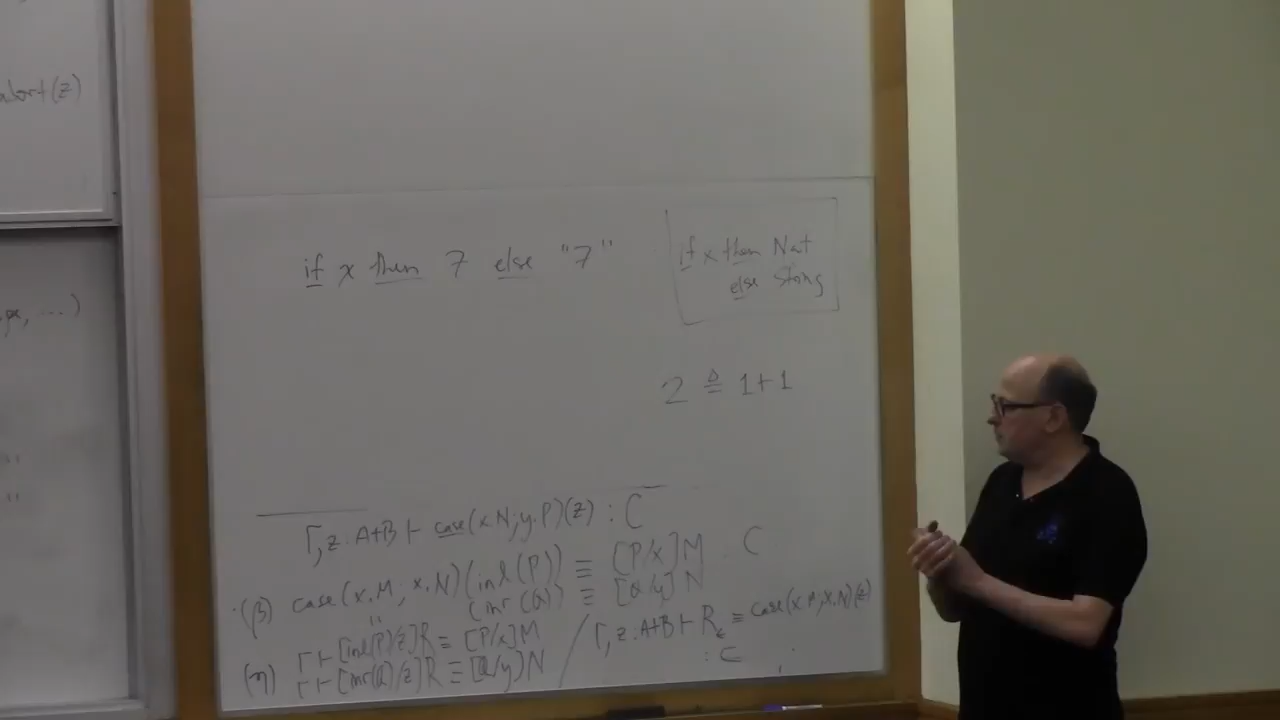 abort(z)
if x then 7 else "7"
if x then Nat
else String
2 ≜ 1+1
Γ, z:A+B ⊢ case(x.N; y.P)(z) : C
(β) case(x.M; x.N)(inl(P)) ≡ [P/x]M : C
(inr(Q)) ≡ [Q/y]N
(η) Γ ⊢ [inl(P)/z]R ≡ [P/x]M
Γ ⊢ [inr(Q)/z]R ≡ [Q/y]N
Γ, z:A+B ⊢ R ≡ case(x.P; x.N)(z)
: C